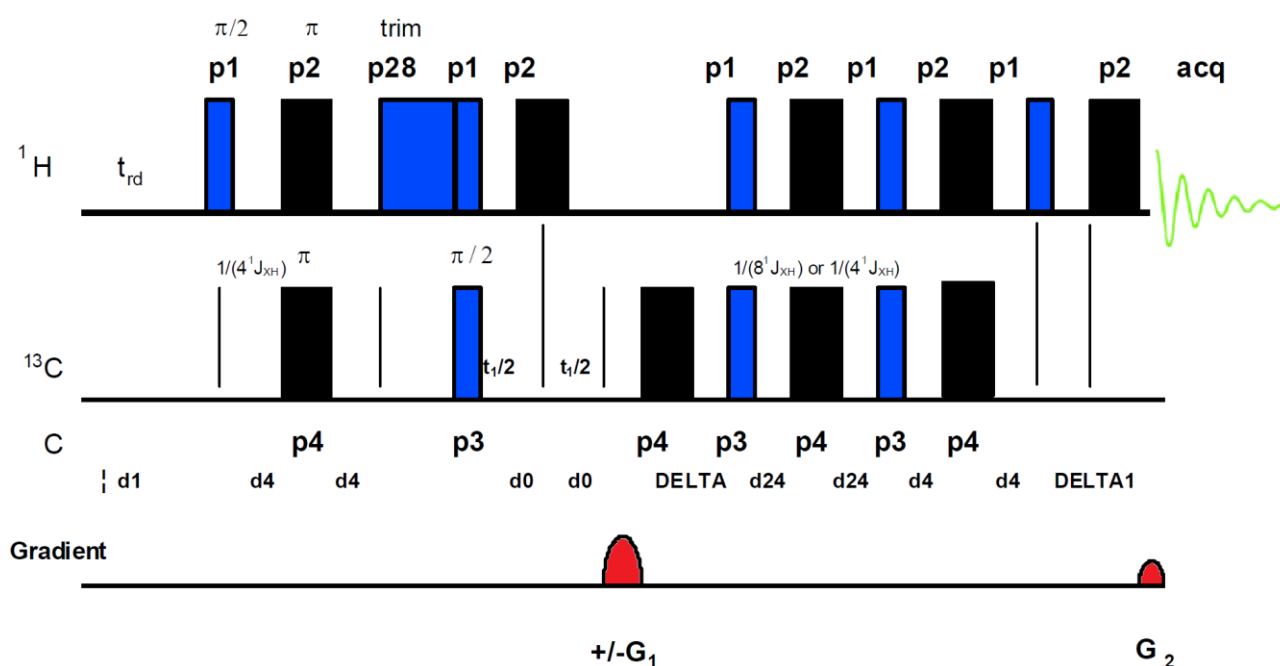 π/2 π trim
p1 p2 p28 p1 p2 p1 p2 p1 p2 p1 p2 acq
¹H t_rd
1/(4¹J_XH) π π / 2 1/(8¹J_XH) or 1/(4¹J_XH)
¹³C t₁/2 t₁/2
C p4 p3 p4 p3 p4 p3 p4
¦ d1 d4 d4 d0 d0 DELTA d24 d24 d4 d4 DELTA1
Gradient
+/-G₁ G ₂